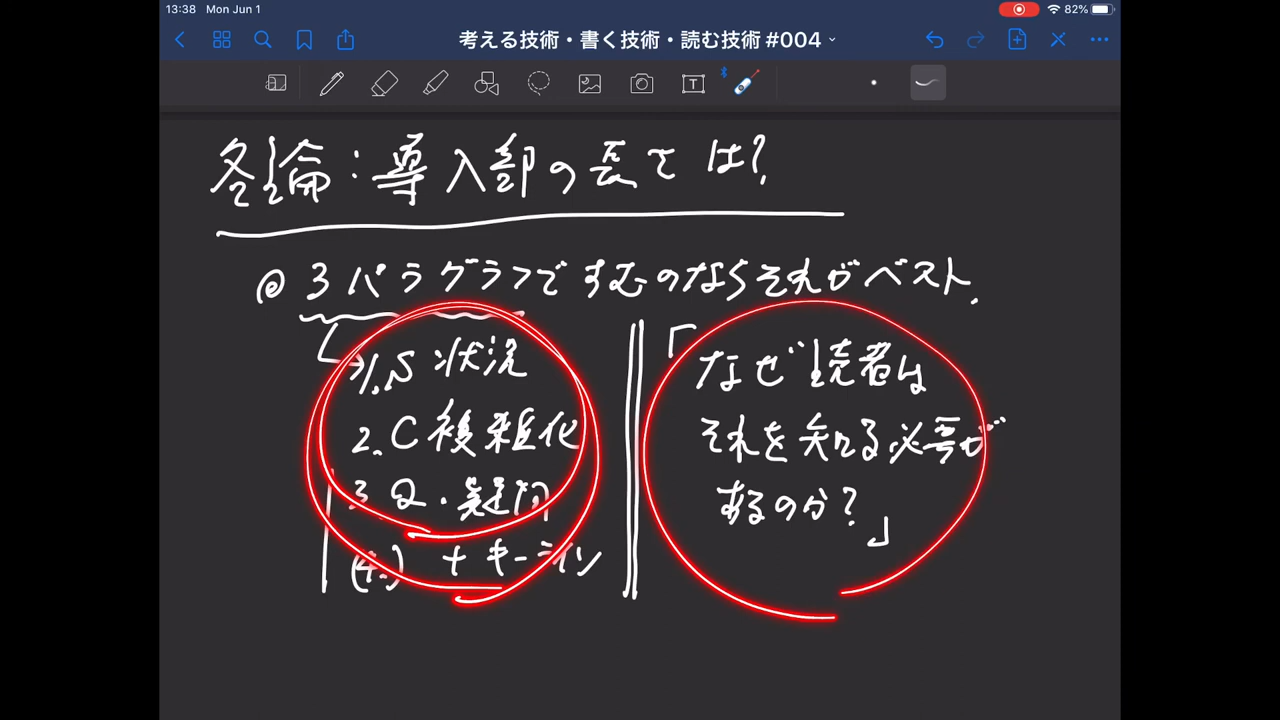 13:38 Mon Jun 1
82%
考える技術・書く技術・読む技術 #004
T
各論:導入部の長さは?
@ 3パラグラフですむのならそれがベスト.
1. S 状況
2. C 複雑化
3. Q・疑問
(4.) + キーライン
「なぜ読者は
それを知る必要が
あるのか?」